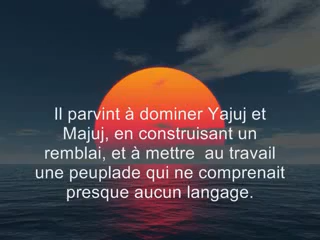 Il parvint à dominer Yajuj et
Majuj, en construisant un
remblai, et à mettre  au travail
une peuplade qui ne comprenait
presque aucun langage.